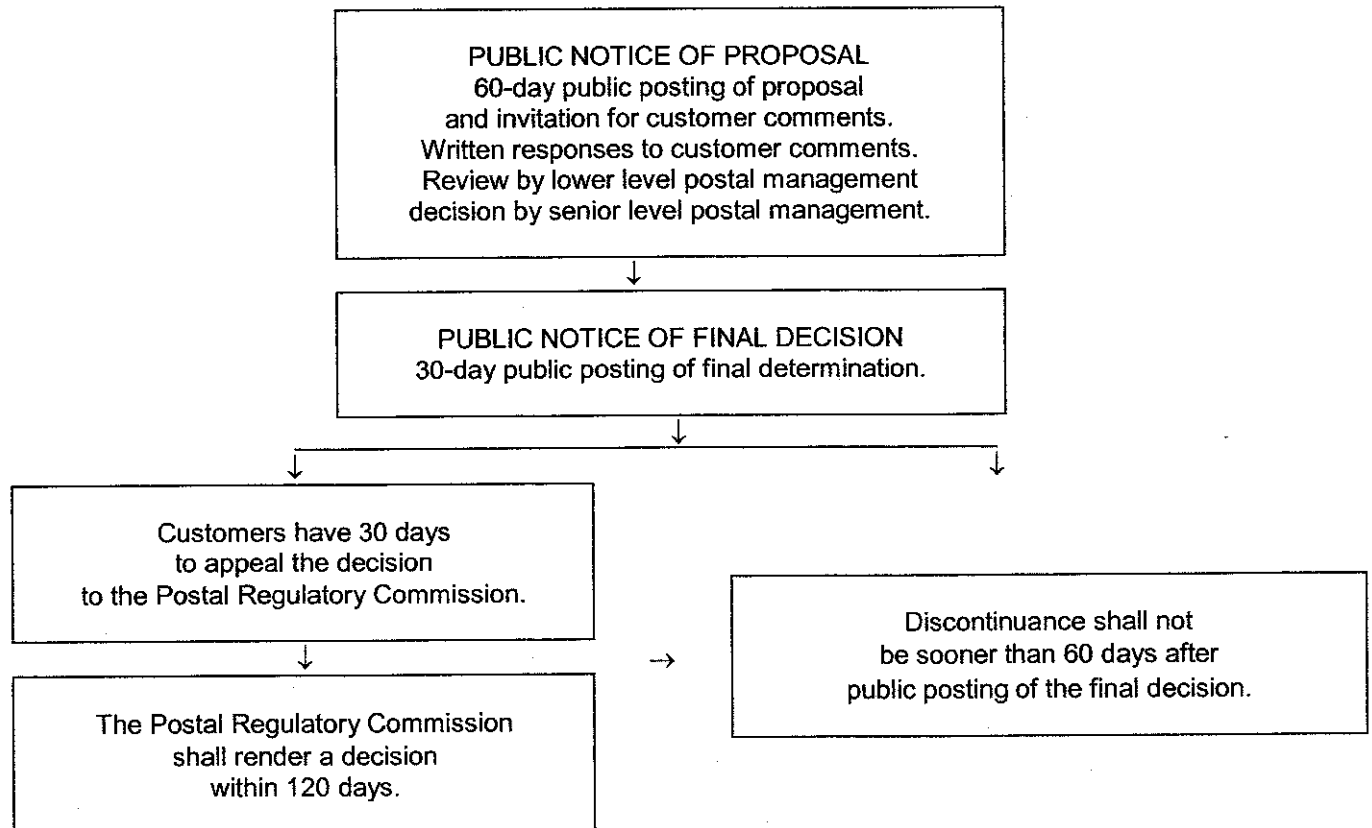 PUBLIC NOTICE OF PROPOSAL
60-day public posting of proposal
and invitation for customer comments.
Written responses to customer comments.
Review by lower level postal management
decision by senior level postal management.
PUBLIC NOTICE OF FINAL DECISION
30-day public posting of final determination.
Customers have 30 days
to appeal the decision
to the Postal Regulatory Commission.
The Postal Regulatory Commission
shall render a decision
within 120 days.
Discontinuance shall not
be sooner than 60 days after
public posting of the final decision.